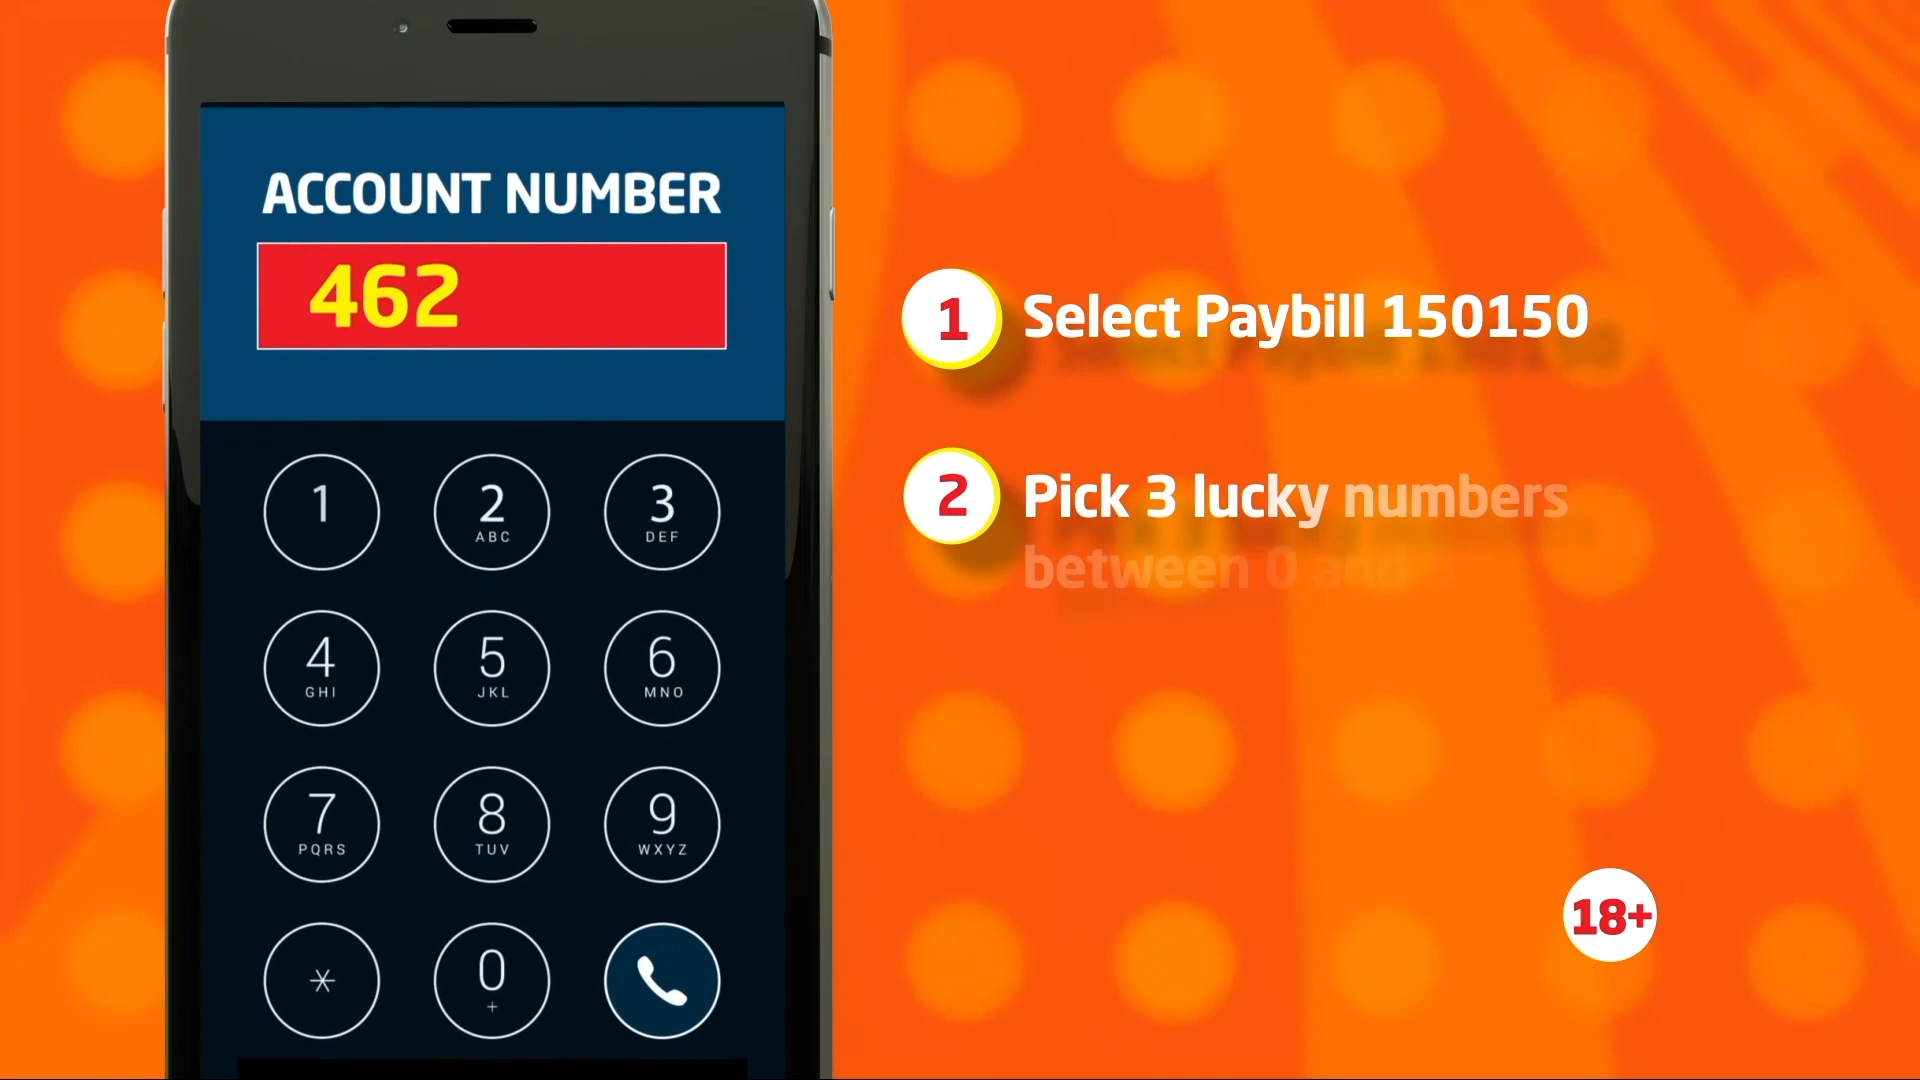 ACCOUNT NUMBER
462
1
2
ABC
3
DEF
4
GHI
5
JKL
6
MNO
7
PQRS
8
TUV
9
WXYZ
*
0
+
1 Select Paybill 150150
2 Pick 3 lucky numbers
between 0 and
18+